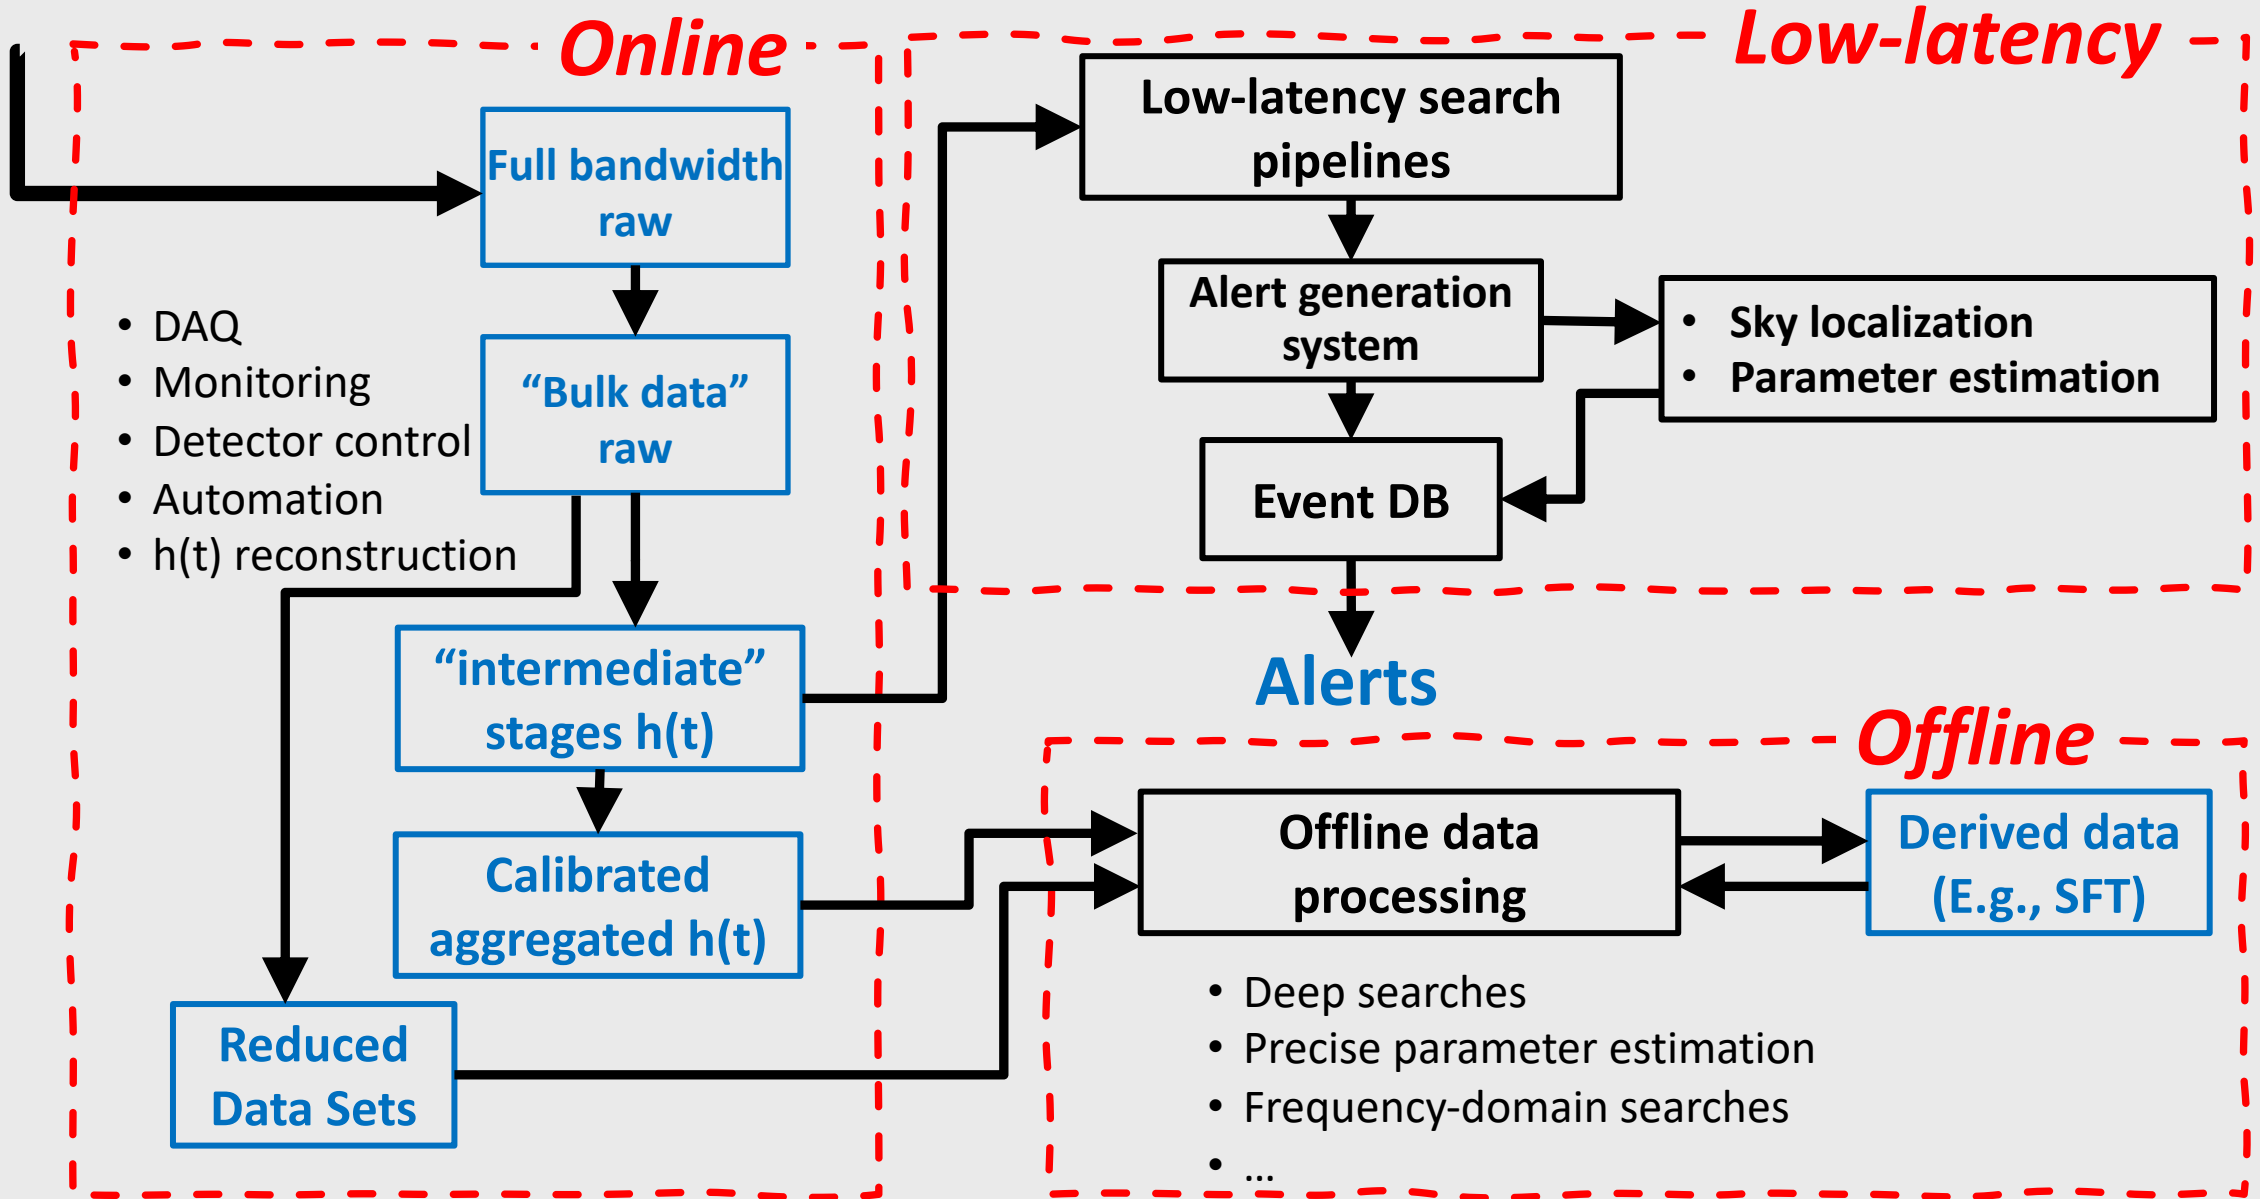 Online
Full bandwidth
raw
• DAQ
• Monitoring
• Detector control
• Automation
• h(t) reconstruction
“Bulk data”
raw
“intermediate”
stages h(t)
Calibrated
aggregated h(t)
Reduced
Data Sets
Low-latency
Low-latency search
pipelines
Alert generation
system
• Sky localization
• Parameter estimation
Event DB
Alerts
Offline
Offline data
processing
Derived data
(E.g., SFT)
• Deep searches
• Precise parameter estimation
• Frequency-domain searches
• ...